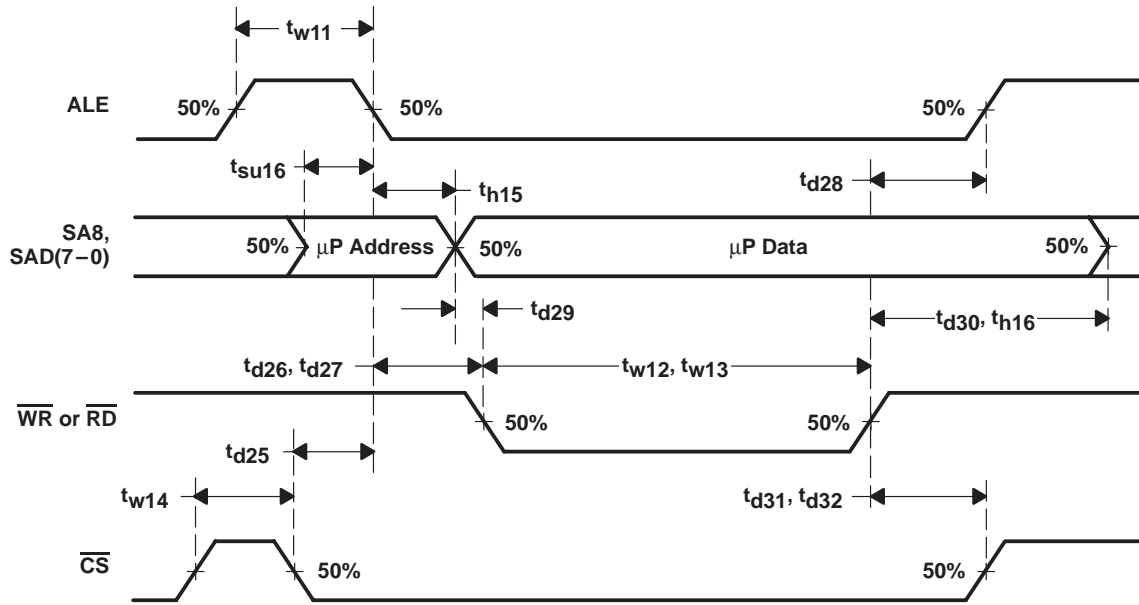 tw11
ALE
50%
50%
50%
tsu16
th15
td28
SA8,
SAD(7–0)
50%
μP Address
50%
μP Data
50%
td29
td30, th16
td26, td27
tw12, tw13
WR or RD
50%
50%
td25
tw14
td31, td32
CS
50%
50%